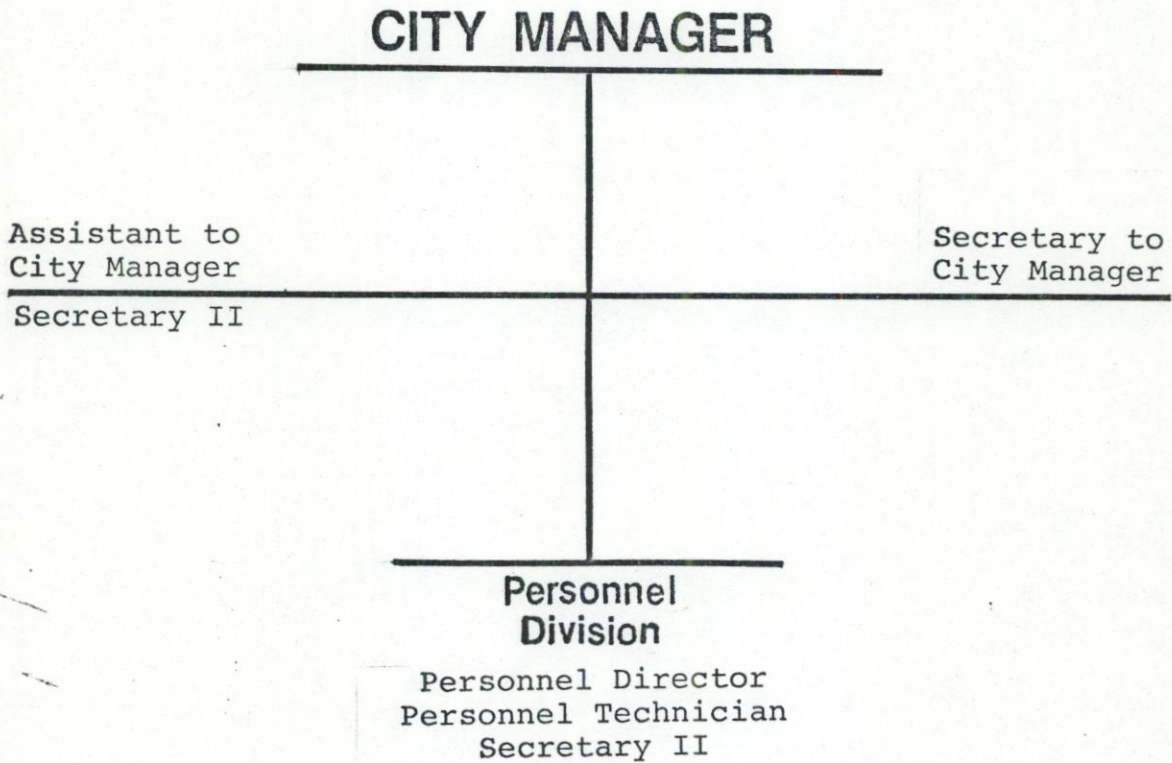 CITY MANAGER
Assistant to
City Manager
Secretary II
Secretary to
City Manager
Personnel
Division
Personnel Director
Personnel Technician
Secretary II